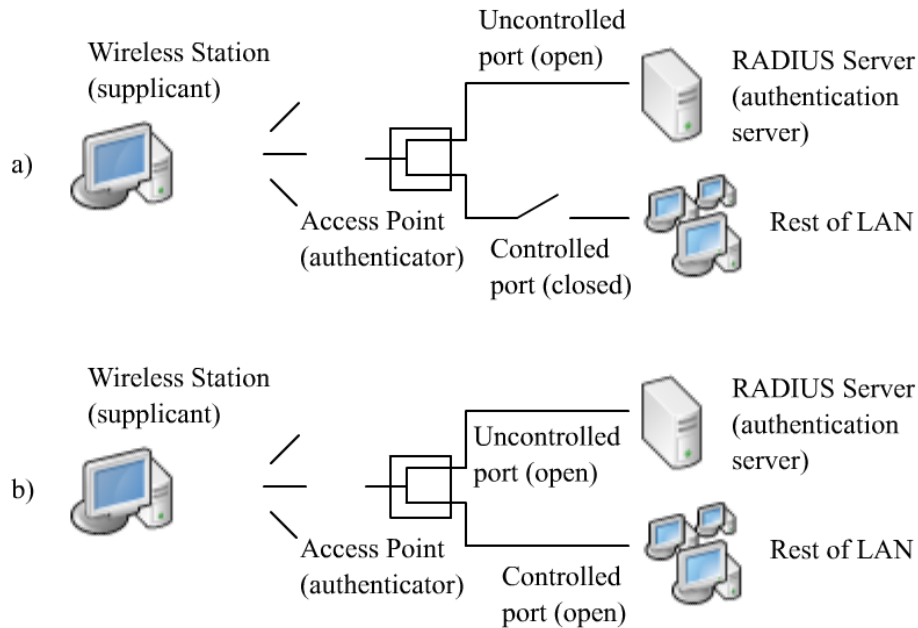 a)
Wireless Station
(supplicant)
Access Point
(authenticator)
Uncontrolled
port (open)
Controlled
port (closed)
RADIUS Server
(authentication
server)
Rest of LAN
b)
Wireless Station
(supplicant)
Access Point
(authenticator)
Uncontrolled
port (open)
Controlled
port (open)
RADIUS Server
(authentication
server)
Rest of LAN